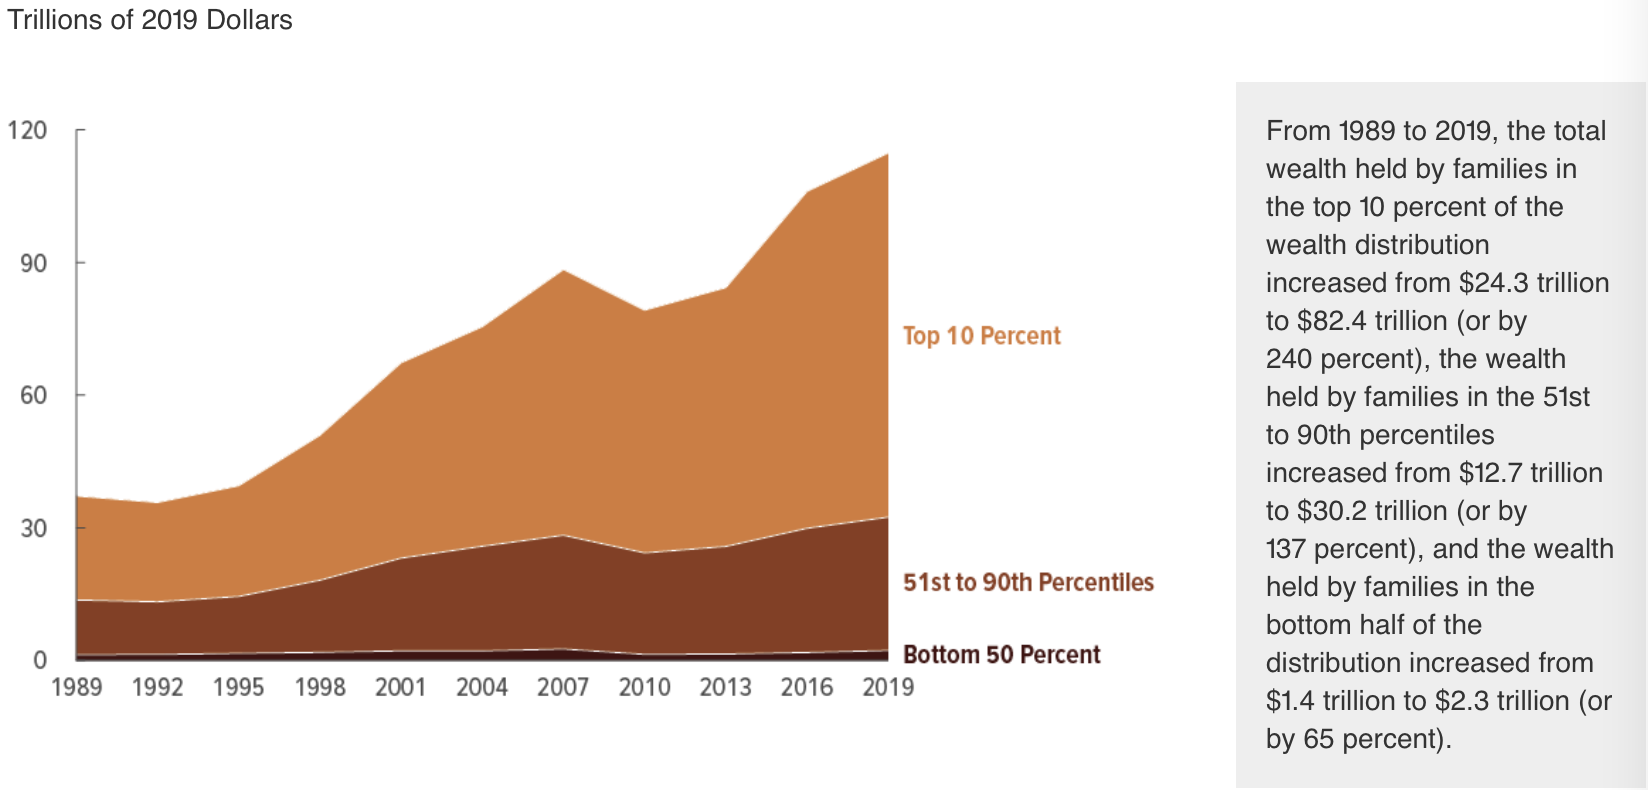 Trillions of 2019 Dollars
120
90
60
30
0
1989 1992 1995 1998 2001 2004 2007 2010 2013 2016 2019
Top 10 Percent
51st to 90th Percentiles
Bottom 50 Percent
From 1989 to 2019, the total
wealth held by families in
the top 10 percent of the
wealth distribution
increased from $24.3 trillion
to $82.4 trillion (or by
240 percent), the wealth
held by families in the 51st
to 90th percentiles
increased from $12.7 trillion
to $30.2 trillion (or by
137 percent), and the wealth
held by families in the
bottom half of the
distribution increased from
$1.4 trillion to $2.3 trillion (or
by 65 percent).